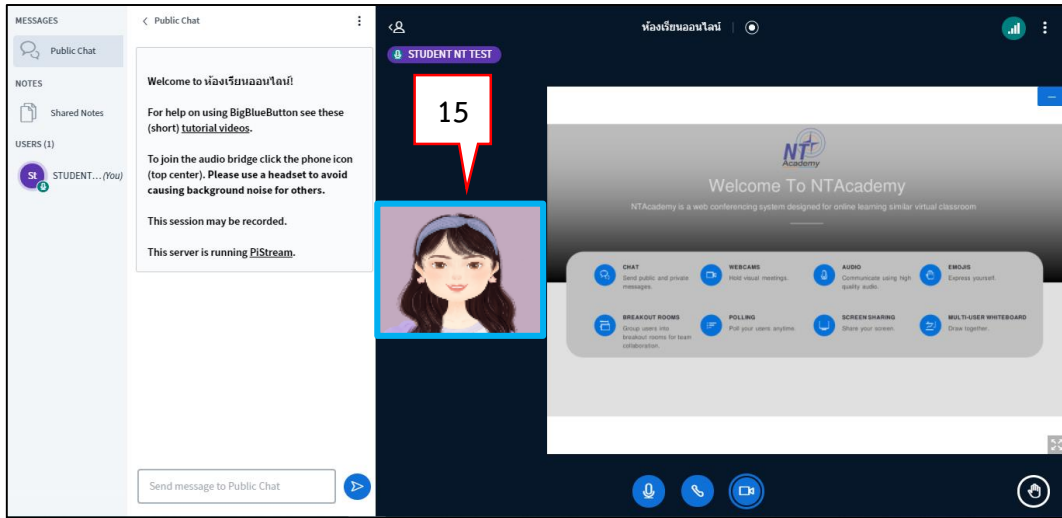 MESSAGES
Public Chat
NOTES
Shared Notes
USERS (1)
St
STUDENT... (You)
Public Chat
Welcome to ห้องเรียนออนไลน์!
For help on using BigBlueButton see these
(short) tutorial videos.
To join the audio bridge click the phone icon
(top center). Please use a headset to avoid
causing background noise for others.
This session may be recorded.
This server is running PiStream.
Send message to Public Chat
ห้องเรียนออนไลน์
STUDENT NT TEST
15
NT
Academy
Welcome To NTAcademy
NTAcademy is a web conferencing system designed for online learning similar virtual classroom
CHAT
Send public and private
messages.
WEBCAMS
Hold visual meetings.
AUDIO
Communicate using high
quality audio.
EMOJIS
Express yourself.
BREAKOUT ROOMS
Group users into
breakout rooms for team
collaboration.
POLLING
Poll your users anytime.
SCREEN SHARING
Share your screen.
MULTI-USER WHITEBOARD
Draw together.